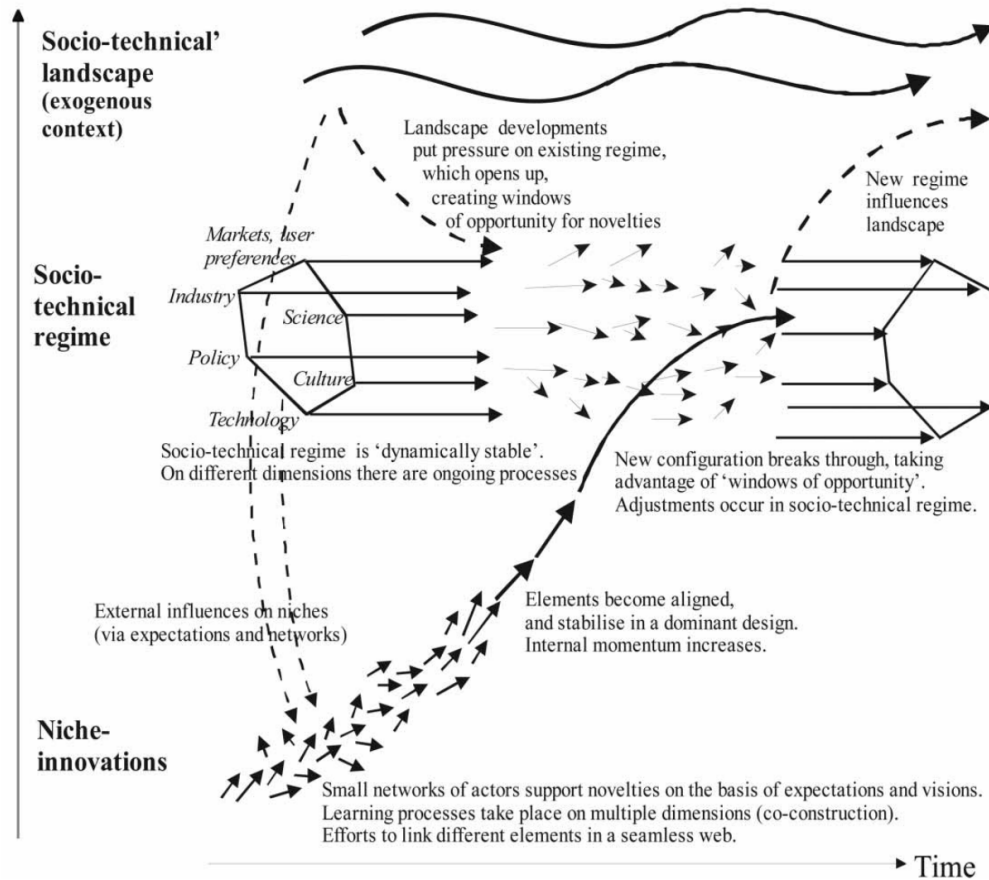 Socio-technical’
landscape
(exogenous
context)
Landscape developments
put pressure on existing regime,
which opens up,
creating windows
of opportunity for novelties
New regime
influences
landscape
Markets, user
preferences
Socio-
technical
regime
Industry
Science
Policy
Culture
Technology
Socio-technical regime is ‘dynamically stable’.
On different dimensions there are ongoing processes
New configuration breaks through, taking
advantage of ‘windows of opportunity’.
Adjustments occur in socio-technical regime.
External influences on niches
(via expectations and networks)
Elements become aligned,
and stabilise in a dominant design.
Internal momentum increases.
Niche-
innovations
Small networks of actors support novelties on the basis of expectations and visions.
Learning processes take place on multiple dimensions (co-construction).
Efforts to link different elements in a seamless web.
Time